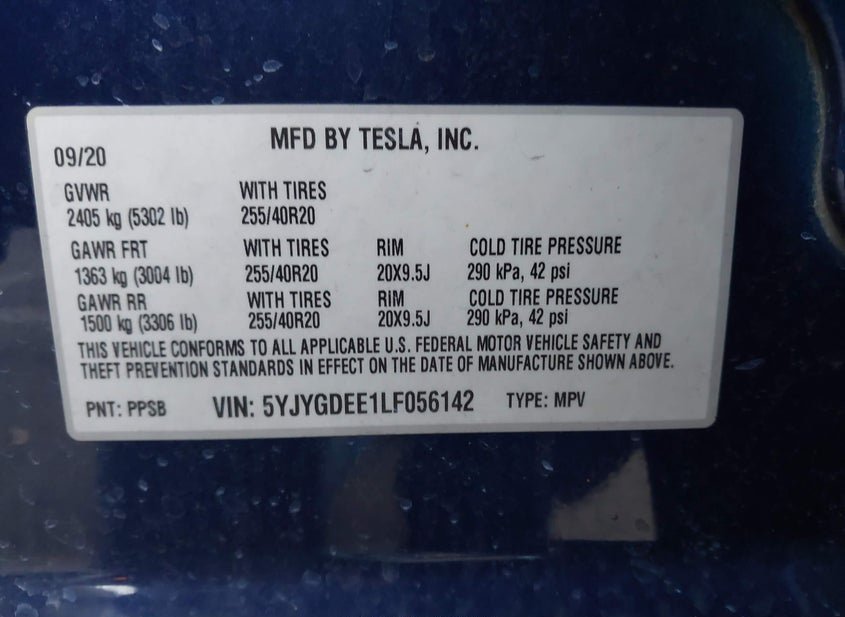 MFD BY TESLA, INC.
09/20
GVWR WITH TIRES
2405 kg (5302 lb) 255/40R20
GAWR FRT WITH TIRES RIM COLD TIRE PRESSURE
1363 kg (3004 lb) 255/40R20 20X9.5J 290 kPa, 42 psi
GAWR RR WITH TIRES RIM COLD TIRE PRESSURE
1500 kg (3306 lb) 255/40R20 20X9.5J 290 kPa, 42 psi
THIS VEHICLE CONFORMS TO ALL APPLICABLE U.S. FEDERAL MOTOR VEHICLE SAFETY AND
THEFT PREVENTION STANDARDS IN EFFECT ON THE DATE OF MANUFACTURE SHOWN ABOVE.
PNT: PPSB VIN: 5YJYGDEE1LF056142 TYPE: MPV